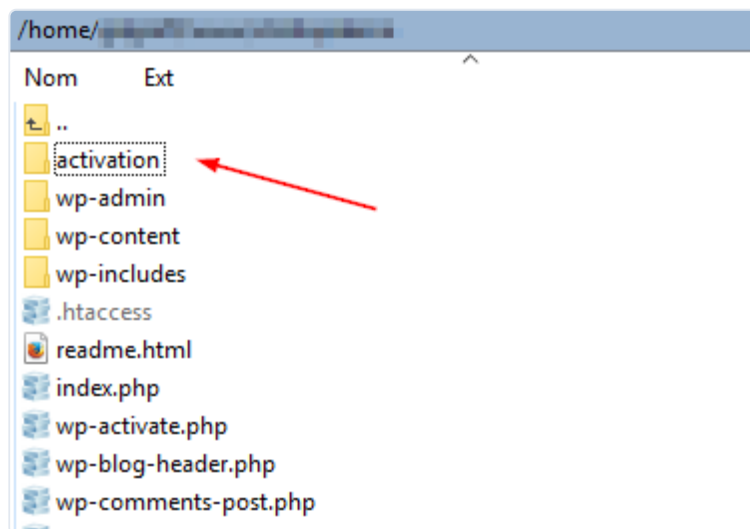 /home/
Nom Ext
..
activation
wp-admin
wp-content
wp-includes
.htaccess
readme.html
index.php
wp-activate.php
wp-blog-header.php
wp-comments-post.php